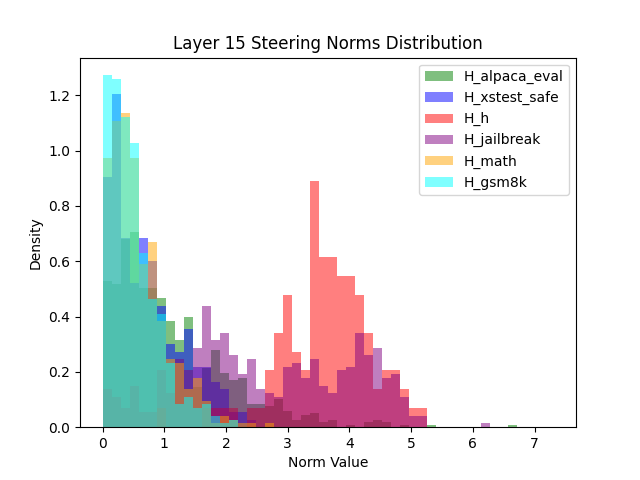 Layer 15 Steering Norms Distribution
H_alpaca_eval
H_xstest_safe
H_h
H_jailbreak
H_math
H_gsm8k
Density
1.2
1.0
0.8
0.6
0.4
0.2
0.0
0 1 2 3 4 5 6 7
Norm Value